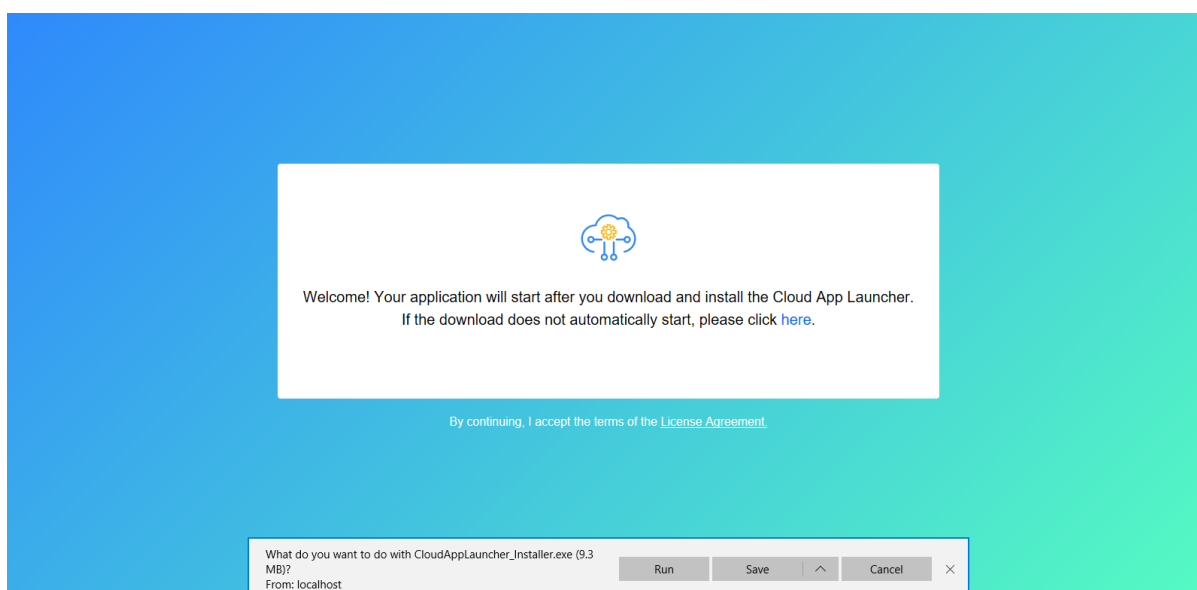 Welcome! Your application will start after you download and install the Cloud App Launcher.
If the download does not automatically start, please click here.
By continuing, I accept the terms of the License Agreement.
What do you want to do with CloudAppLauncher_Installer.exe (9.3
MB)?
From: localhost
Run
Save
Cancel